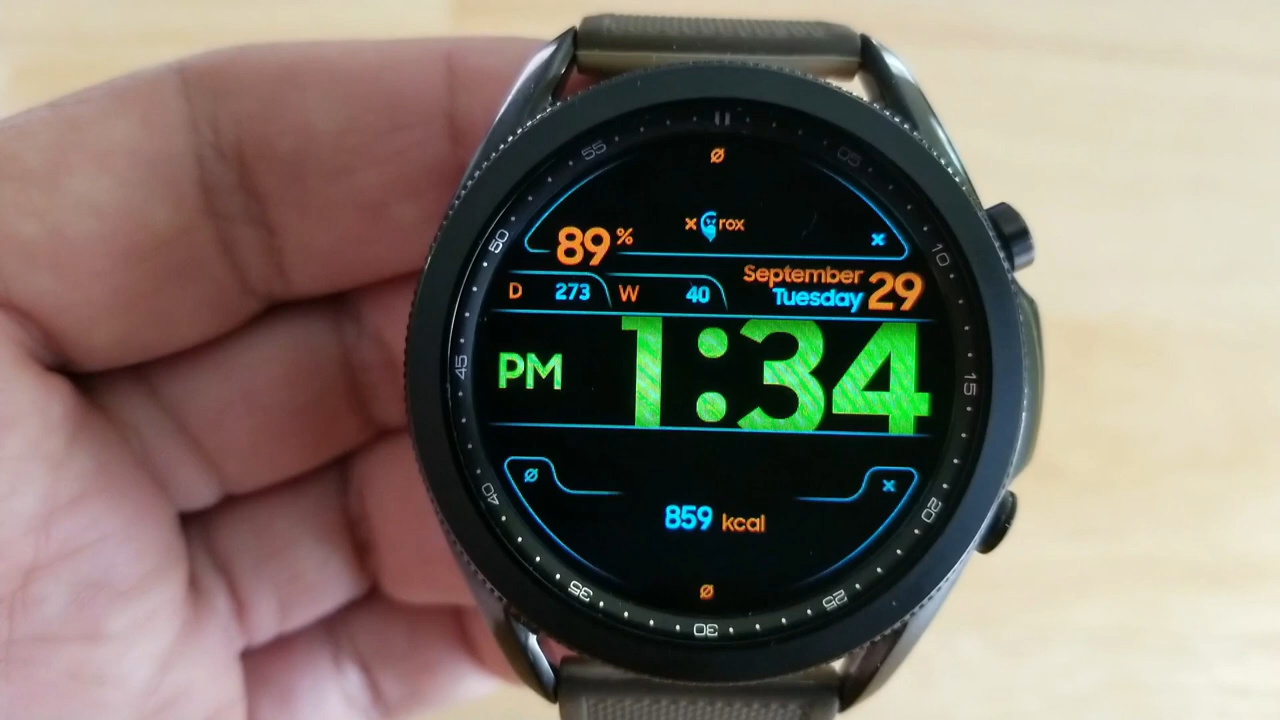 Ø
x rox
89%
x
September
Tuesday 29
D 273 W 40
PM 1:34
Ø
x
859 kcal
Ø
05
10
15
20
25
30
35
40
45
50
55